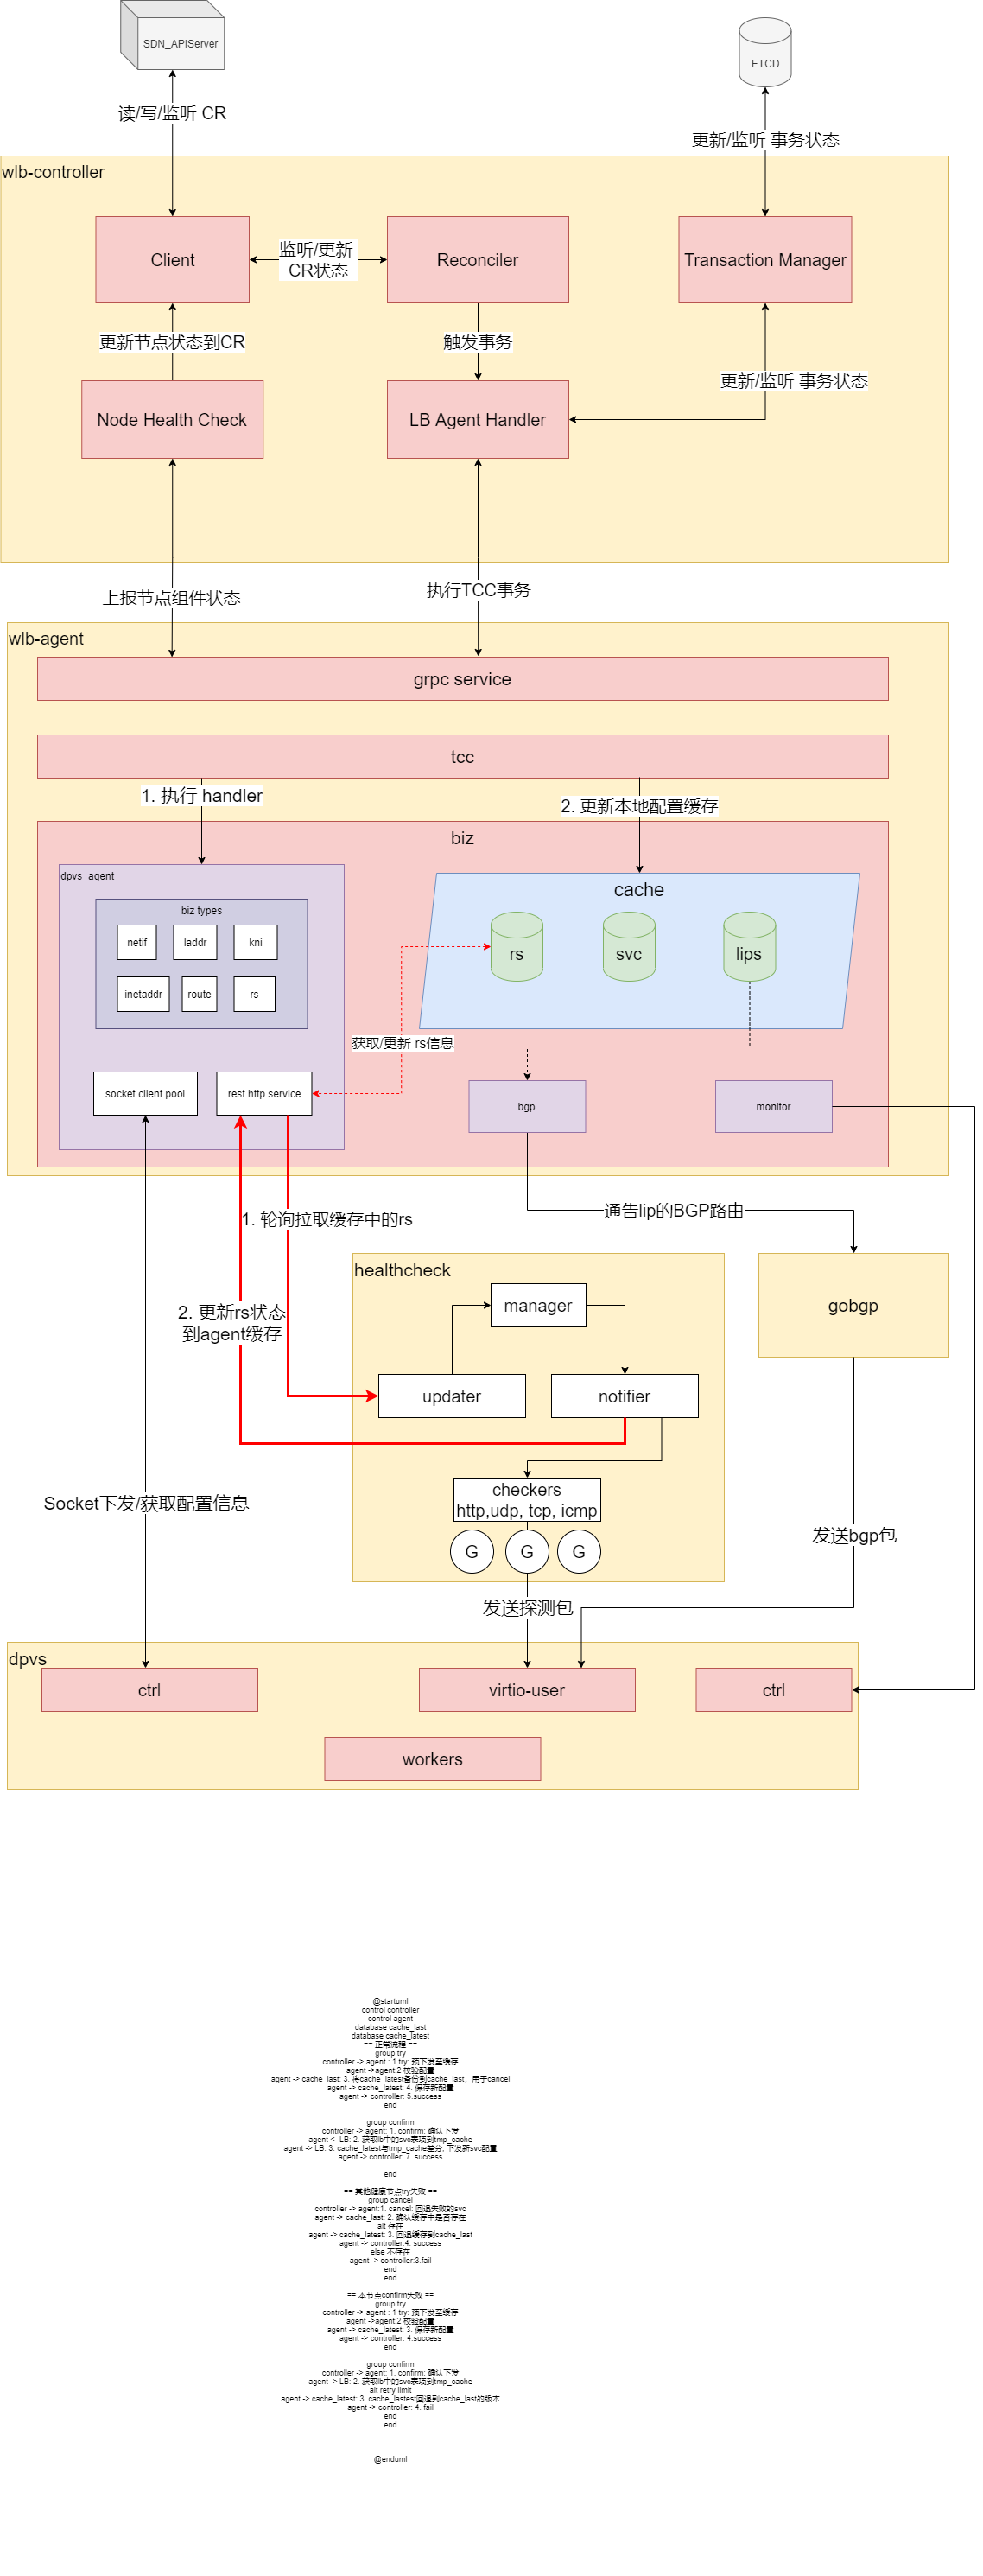 SDN_APIServer
ETCD
读/写/监听 CR
更新/监听 事务状态
wlb-controller
Client
监听/更新
CR状态
Reconciler
Transaction Manager
更新节点状态到CR
触发事务
更新/监听 事务状态
Node Health Check
LB Agent Handler
上报节点组件状态
执行TCC事务
wlb-agent
grpc service
tcc
1. 执行 handler
2. 更新本地配置缓存
biz
dpvs_agent
cache
biz types
netif
laddr
kni
rs
svc
lips
inetaddr
route
rs
获取/更新 rs信息
socket client pool
rest http service
bgp
monitor
1. 轮询拉取缓存中的rs
通告lip的BGP路由
healthcheck
manager
gobgp
2. 更新rs状态
到agent缓存
updater
notifier
checkers
http,udp, tcp, icmp
Socket下发/获取配置信息
G
G
G
发送bgp包
发送探测包
dpvs
ctrl
virtio-user
ctrl
workers
@startuml
control controller
control agent
database cache_last
database cache_latest
== 正常流程 ==
group try
controller -> agent : 1 try: 预下发至缓存
agent ->agent:2 校验配置
agent -> cache_last: 3. 将cache_latest备份到cache_last，用于cancel
agent -> cache_latest: 4. 保存新配置
agent -> controller: 5.success
end
group confirm
controller -> agent: 1. confirm: 确认下发
agent <- LB: 2. 获取lb中的svc表项到tmp_cache
agent -> LB: 3. cache_latest与tmp_cache差分, 下发新svc配置
agent -> controller: 7. success
end
== 其他健康节点try失败 ==
group cancel
controller -> agent:1. cancel: 回退失败的svc
agent -> cache_last: 2. 确认缓存中是否存在
alt 存在
agent -> cache_latest: 3. 回退缓存到cache_last
agent -> controller:4. success
else 不存在
agent -> controller:3.fail
end
end
== 本节点confirm失败 ==
group try
controller -> agent : 1 try: 预下发至缓存
agent ->agent:2 校验配置
agent -> cache_latest: 3. 保存新配置
agent -> controller: 4.success
end
group confirm
controller -> agent: 1. confirm: 确认下发
agent -> LB: 2. 获取lb中的svc表项到tmp_cache
alt retry limit
agent -> cache_latest: 3. cache_lastest回退到cache_last的版本
agent -> controller: 4. fail
end
end
@enduml